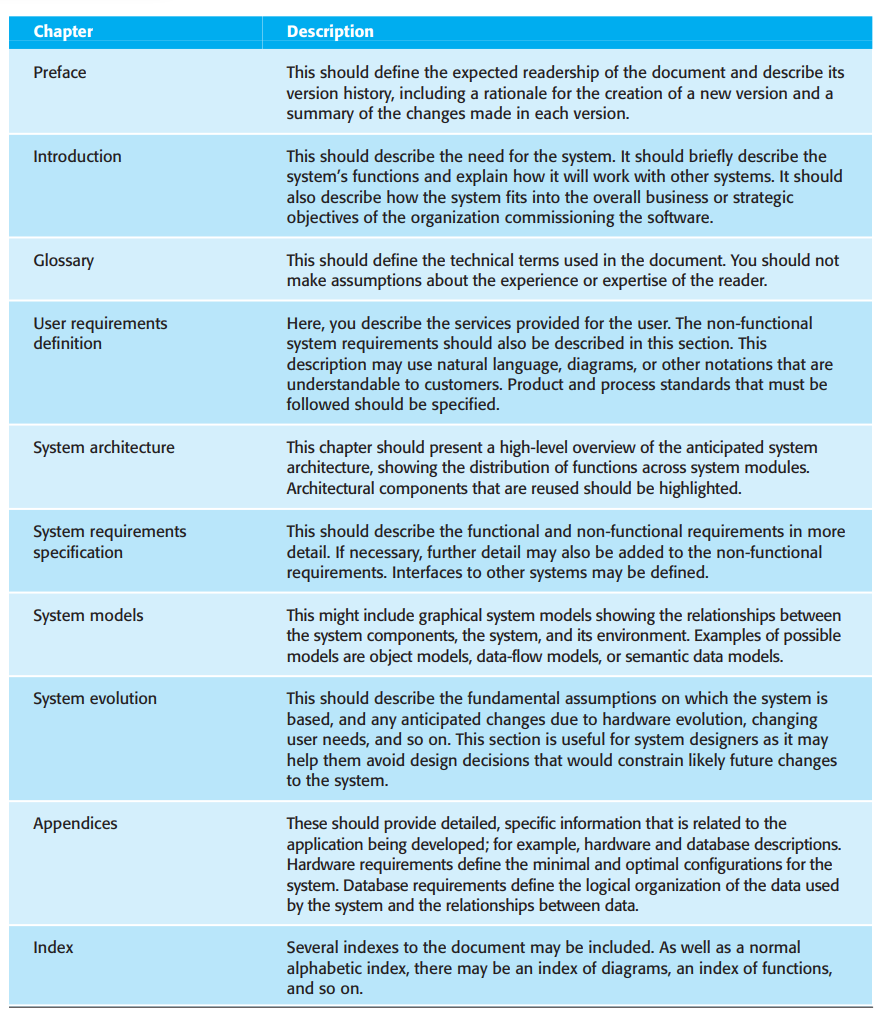 Chapter Description
Preface This should define the expected readership of the document and describe its
version history, including a rationale for the creation of a new version and a
summary of the changes made in each version.
Introduction This should describe the need for the system. It should briefly describe the
system’s functions and explain how it will work with other systems. It should
also describe how the system fits into the overall business or strategic
objectives of the organization commissioning the software.
Glossary This should define the technical terms used in the document. You should not
make assumptions about the experience or expertise of the reader.
User requirements Here, you describe the services provided for the user. The non-functional
definition system requirements should also be described in this section. This
description may use natural language, diagrams, or other notations that are
understandable to customers. Product and process standards that must be
followed should be specified.
System architecture This chapter should present a high-level overview of the anticipated system
architecture, showing the distribution of functions across system modules.
Architectural components that are reused should be highlighted.
System requirements This should describe the functional and non-functional requirements in more
specification detail. If necessary, further detail may also be added to the non-functional
requirements. Interfaces to other systems may be defined.
System models This might include graphical system models showing the relationships between
the system components, the system, and its environment. Examples of possible
models are object models, data-flow models, or semantic data models.
System evolution This should describe the fundamental assumptions on which the system is
based, and any anticipated changes due to hardware evolution, changing
user needs, and so on. This section is useful for system designers as it may
help them avoid design decisions that would constrain likely future changes
to the system.
Appendices These should provide detailed, specific information that is related to the
application being developed; for example, hardware and database descriptions.
Hardware requirements define the minimal and optimal configurations for the
system. Database requirements define the logical organization of the data used
by the system and the relationships between data.
Index Several indexes to the document may be included. As well as a normal
alphabetic index, there may be an index of diagrams, an index of functions,
and so on.